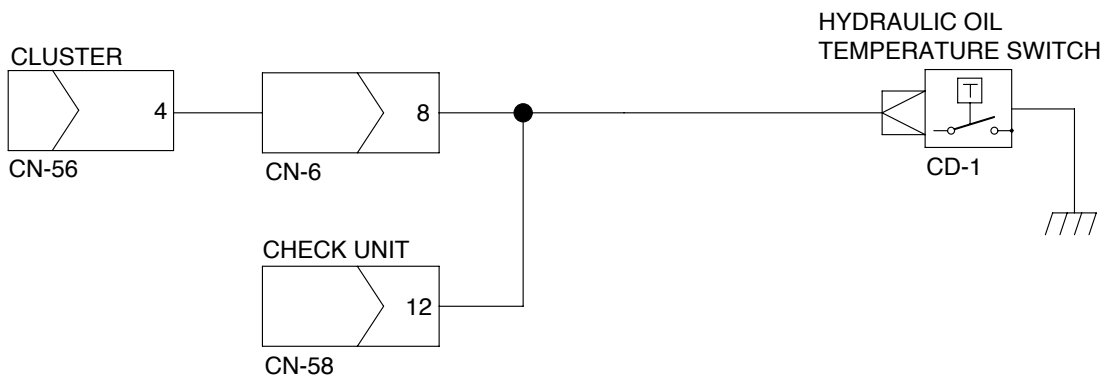 HYDRAULIC OIL
TEMPERATURE SWITCH
CLUSTER
4
8
T
CN-56
CN-6
CD-1
CHECK UNIT
12
CN-58